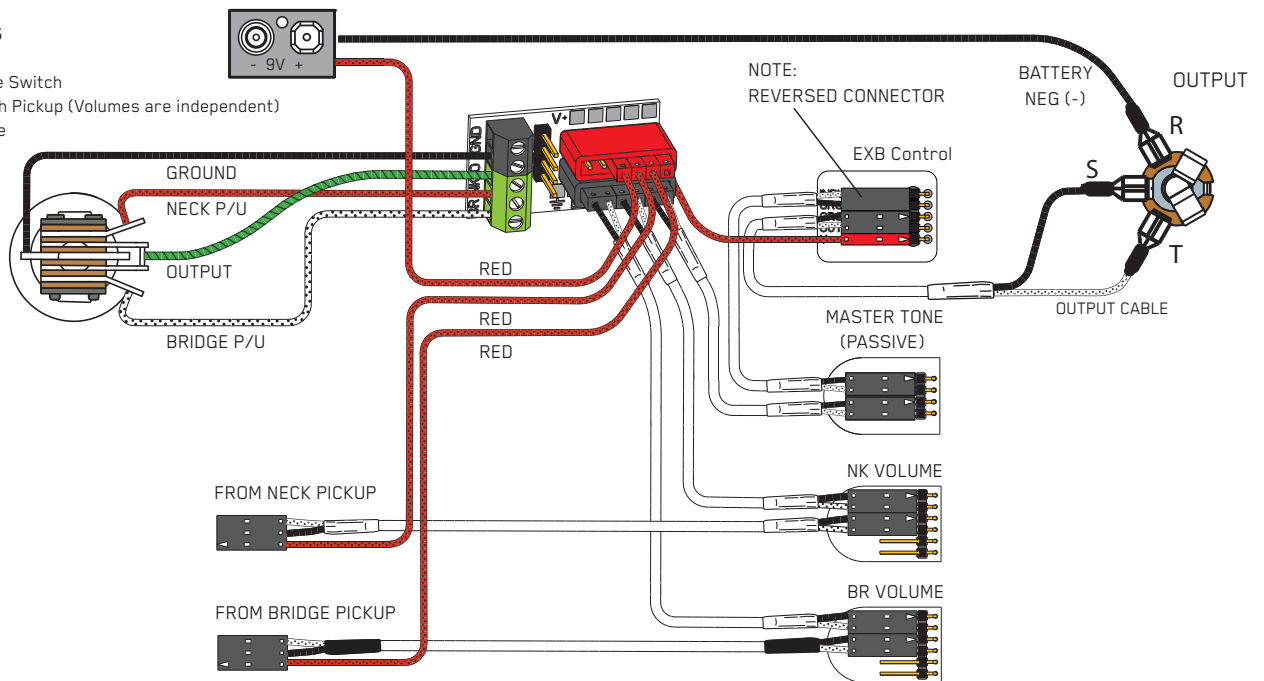 S
e Switch
h Pickup (Volumes are independent)
e
- 9V +
GND
V+
NOTE:
REVERSED CONNECTOR
BATTERY
NEG (-)
OUTPUT
R
S
T
EXB Control
GROUND
NECK P/U
OUTPUT
BRIDGE P/U
RED
RED
RED
OUTPUT CABLE
MASTER TONE
(PASSIVE)
FROM NECK PICKUP
NK VOLUME
FROM BRIDGE PICKUP
BR VOLUME